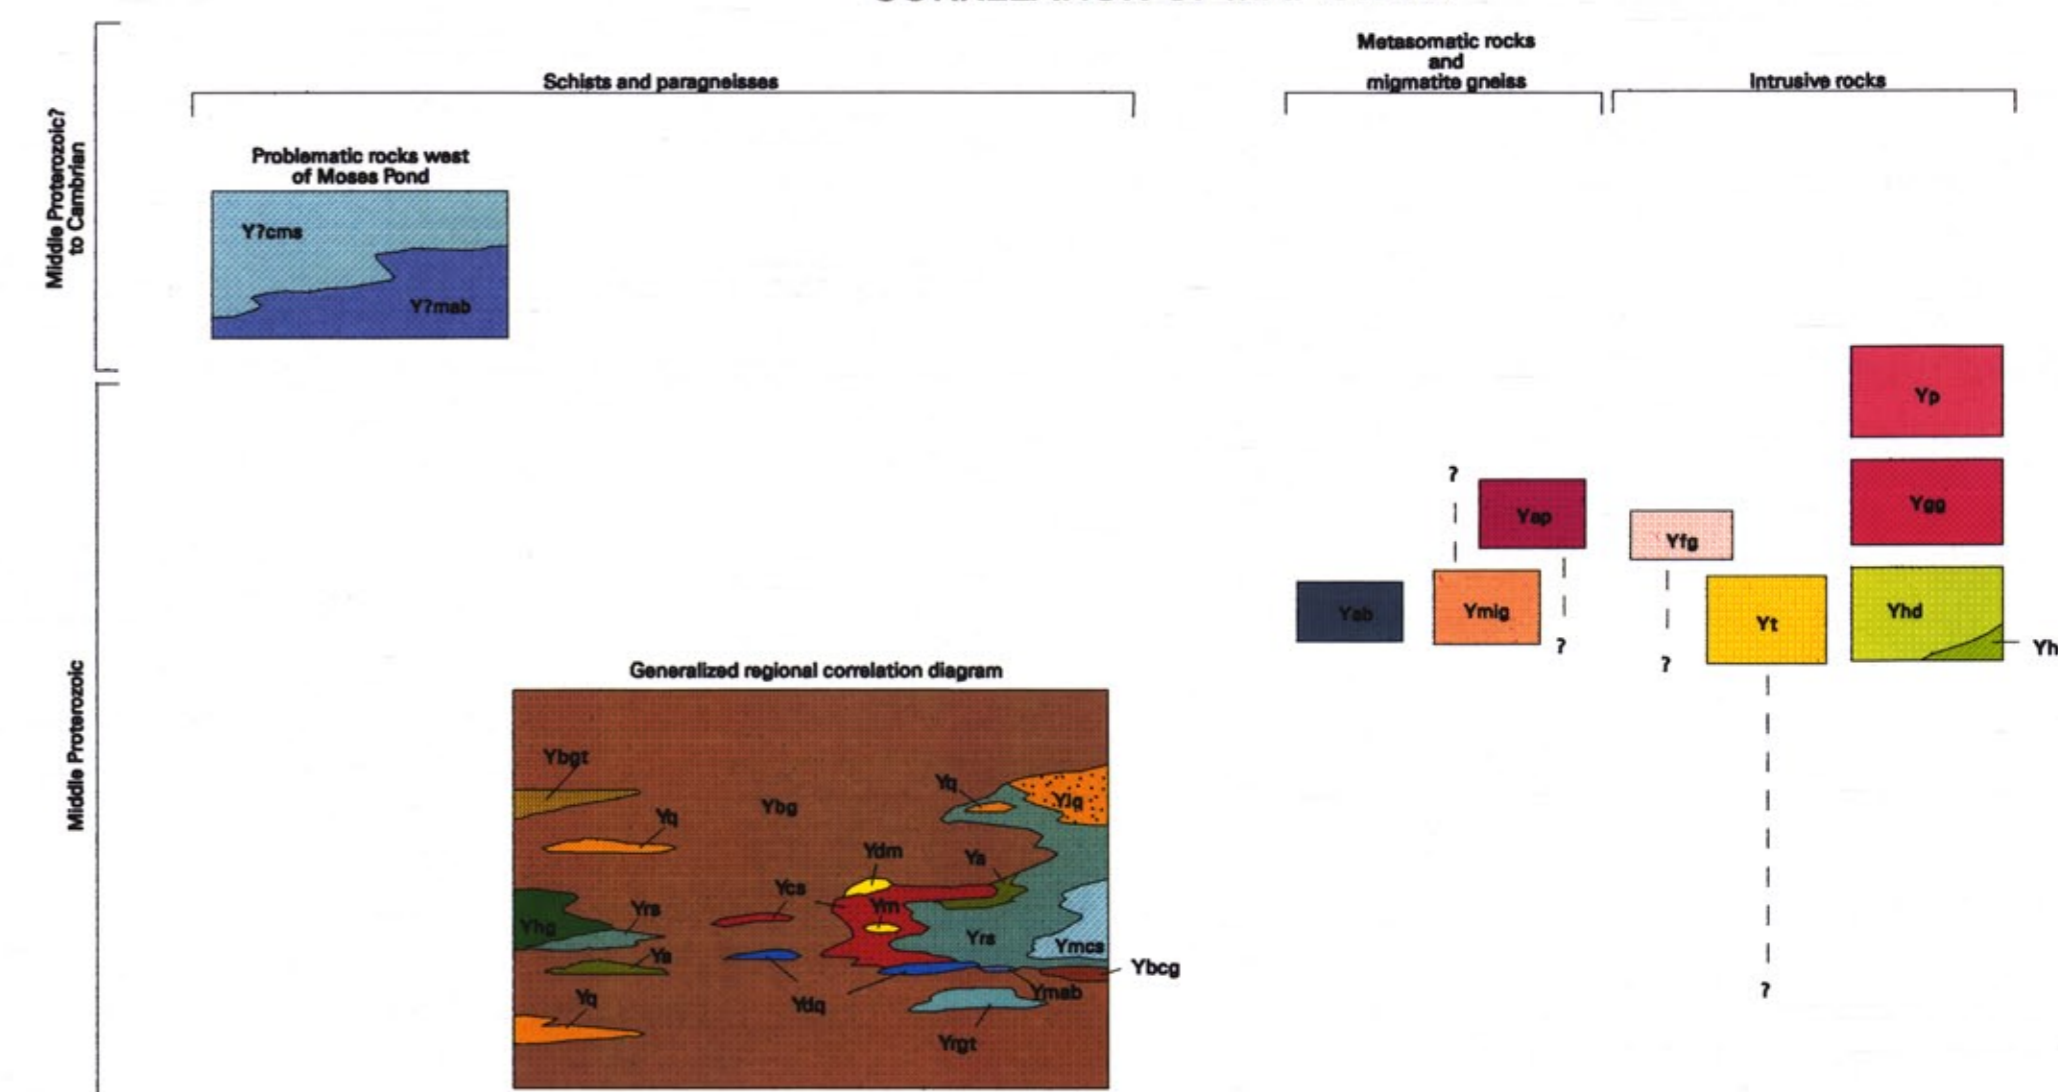 Metasomatic rocks
and
migmatite gneiss
Schists and paragneisses
Intrusive rocks
Middle Proterozoic?
to Cambrian
Problematic rocks west
of Moses Pond
Y?cms
Y?mab
Yp
?
Yap
Ygg
Yfg
Yab
Ymig
Yt
Yhd
Yh
?
?
Middle Proterozoic
Generalized regional correlation diagram
Ybgt
Yq
Ybg
Yq
Yq
Ydm
Ya
Ycs
Ym
Yrs
Yhg
Yrs
Ymcs
Ya
Ybcg
Yq
Ydq
Ymab
?
Yrgt